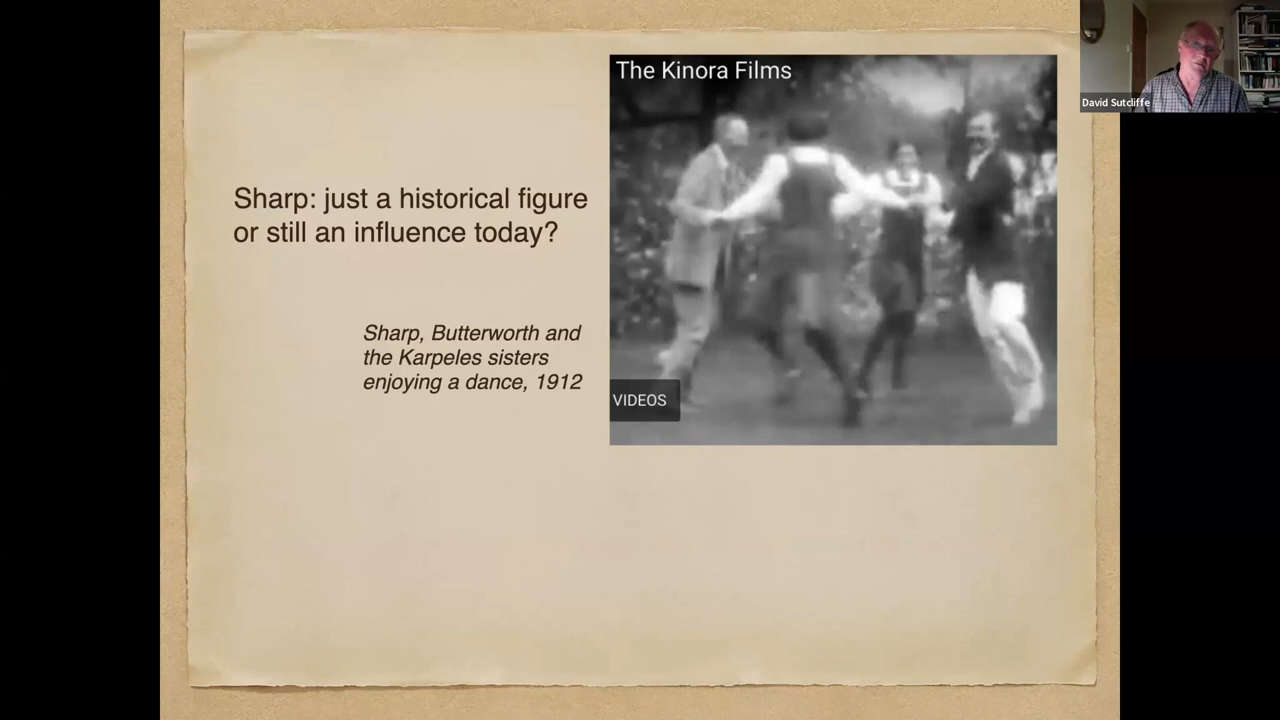 The Kinora Films
David Sutcliffe
Sharp: just a historical figure
or still an influence today?
Sharp, Butterworth and
the Karpeles sisters
enjoying a dance, 1912
VIDEOS